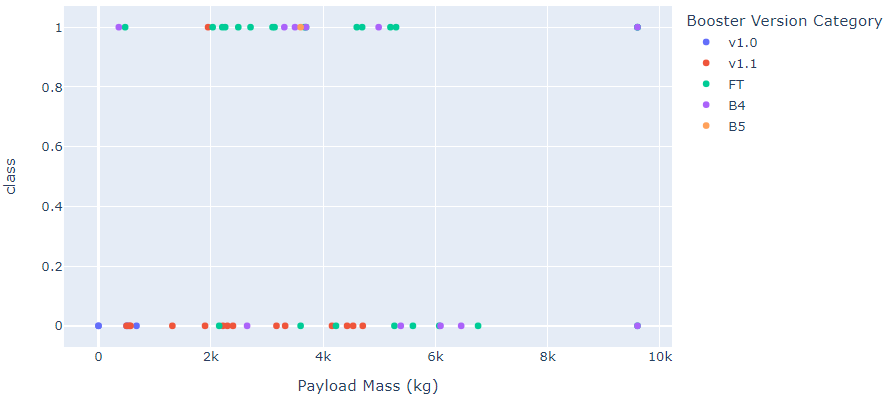 Booster Version Category
v1.0
v1.1
FT
B4
B5
class
1
0.8
0.6
0.4
0.2
0
0 2k 4k 6k 8k 10k
Payload Mass (kg)